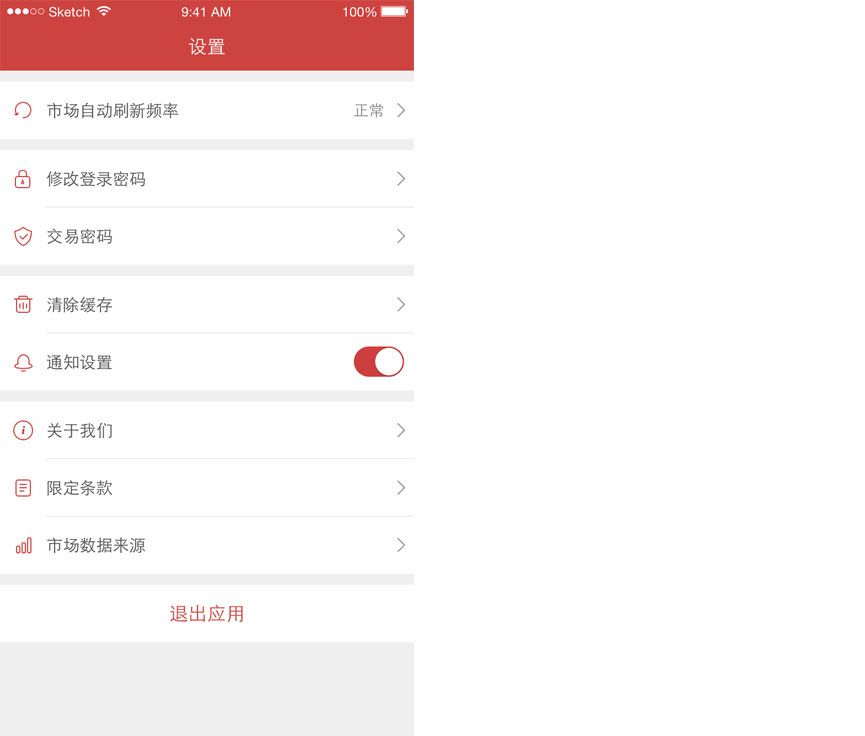 Sketch 9:41 AM 100%
设置
市场自动刷新频率 正常
修改登录密码
交易密码
清除缓存
通知设置
关于我们
限定条款
市场数据来源
退出应用